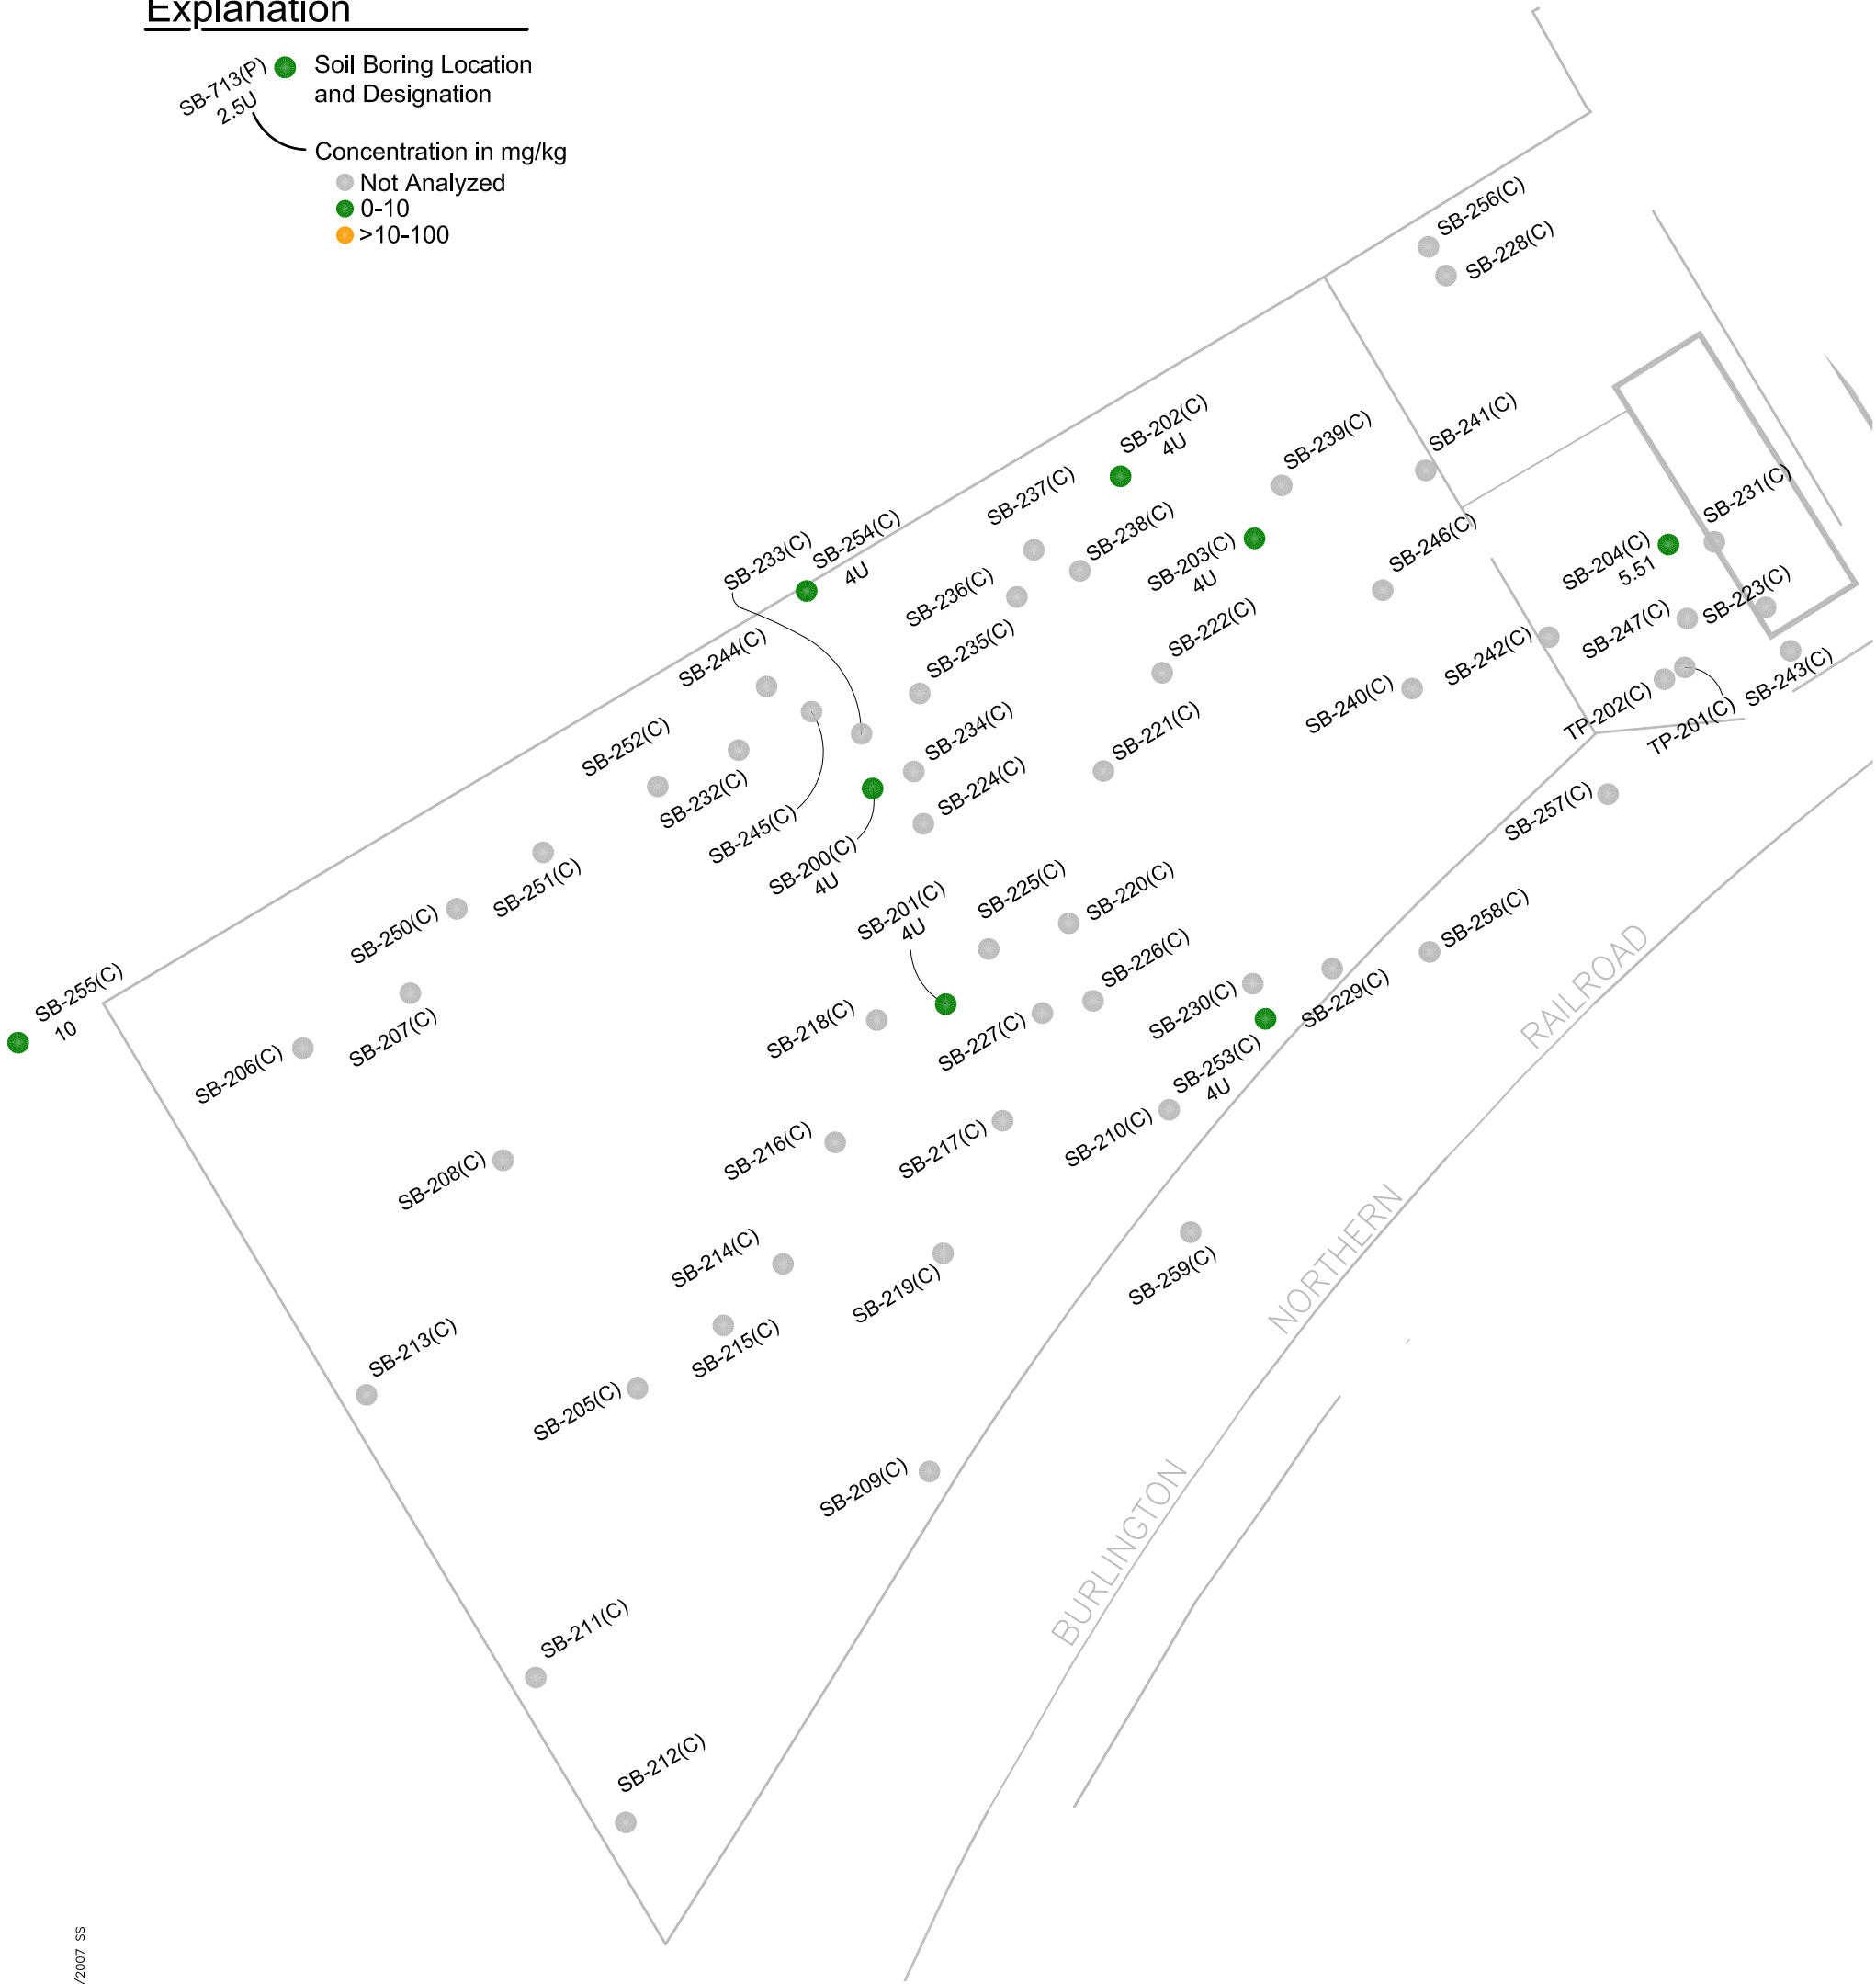 Explanation
SB-713(P)
2.5U
Soil Boring Location
and Designation
Concentration in mg/kg
Not Analyzed
0-10
>10-100
SB-256(C)
SB-228(C)
SB-202(C)
4U
SB-239(C)
SB-241(C)
SB-237(C)
SB-231(C)
SB-238(C)
SB-233(C)
SB-254(C)
4U
SB-203(C)
4U
SB-246(C)
SB-204(C)
5.51
SB-236(C)
SB-223(C)
SB-247(C)
SB-222(C)
SB-235(C)
SB-244(C)
SB-242(C)
SB-243(C)
SB-240(C)
TP-202(C)
TP-201(C)
SB-234(C)
SB-221(C)
SB-252(C)
SB-232(C)
SB-224(C)
SB-245(C)
SB-257(C)
SB-200(C)
4U
SB-251(C)
SB-225(C)
SB-220(C)
SB-201(C)
4U
SB-258(C)
SB-250(C)
SB-226(C)
SB-255(C)
10
SB-229(C)
SB-230(C)
SB-218(C)
SB-227(C)
SB-207(C)
SB-206(C)
SB-253(C)
4U
SB-210(C)
SB-216(C)
SB-217(C)
SB-208(C)
SB-214(C)
SB-219(C)
SB-259(C)
SB-213(C)
SB-215(C)
SB-205(C)
SB-209(C)
SB-211(C)
SB-212(C)
BURLINGTON NORTHERN RAILROAD
/2007 SS